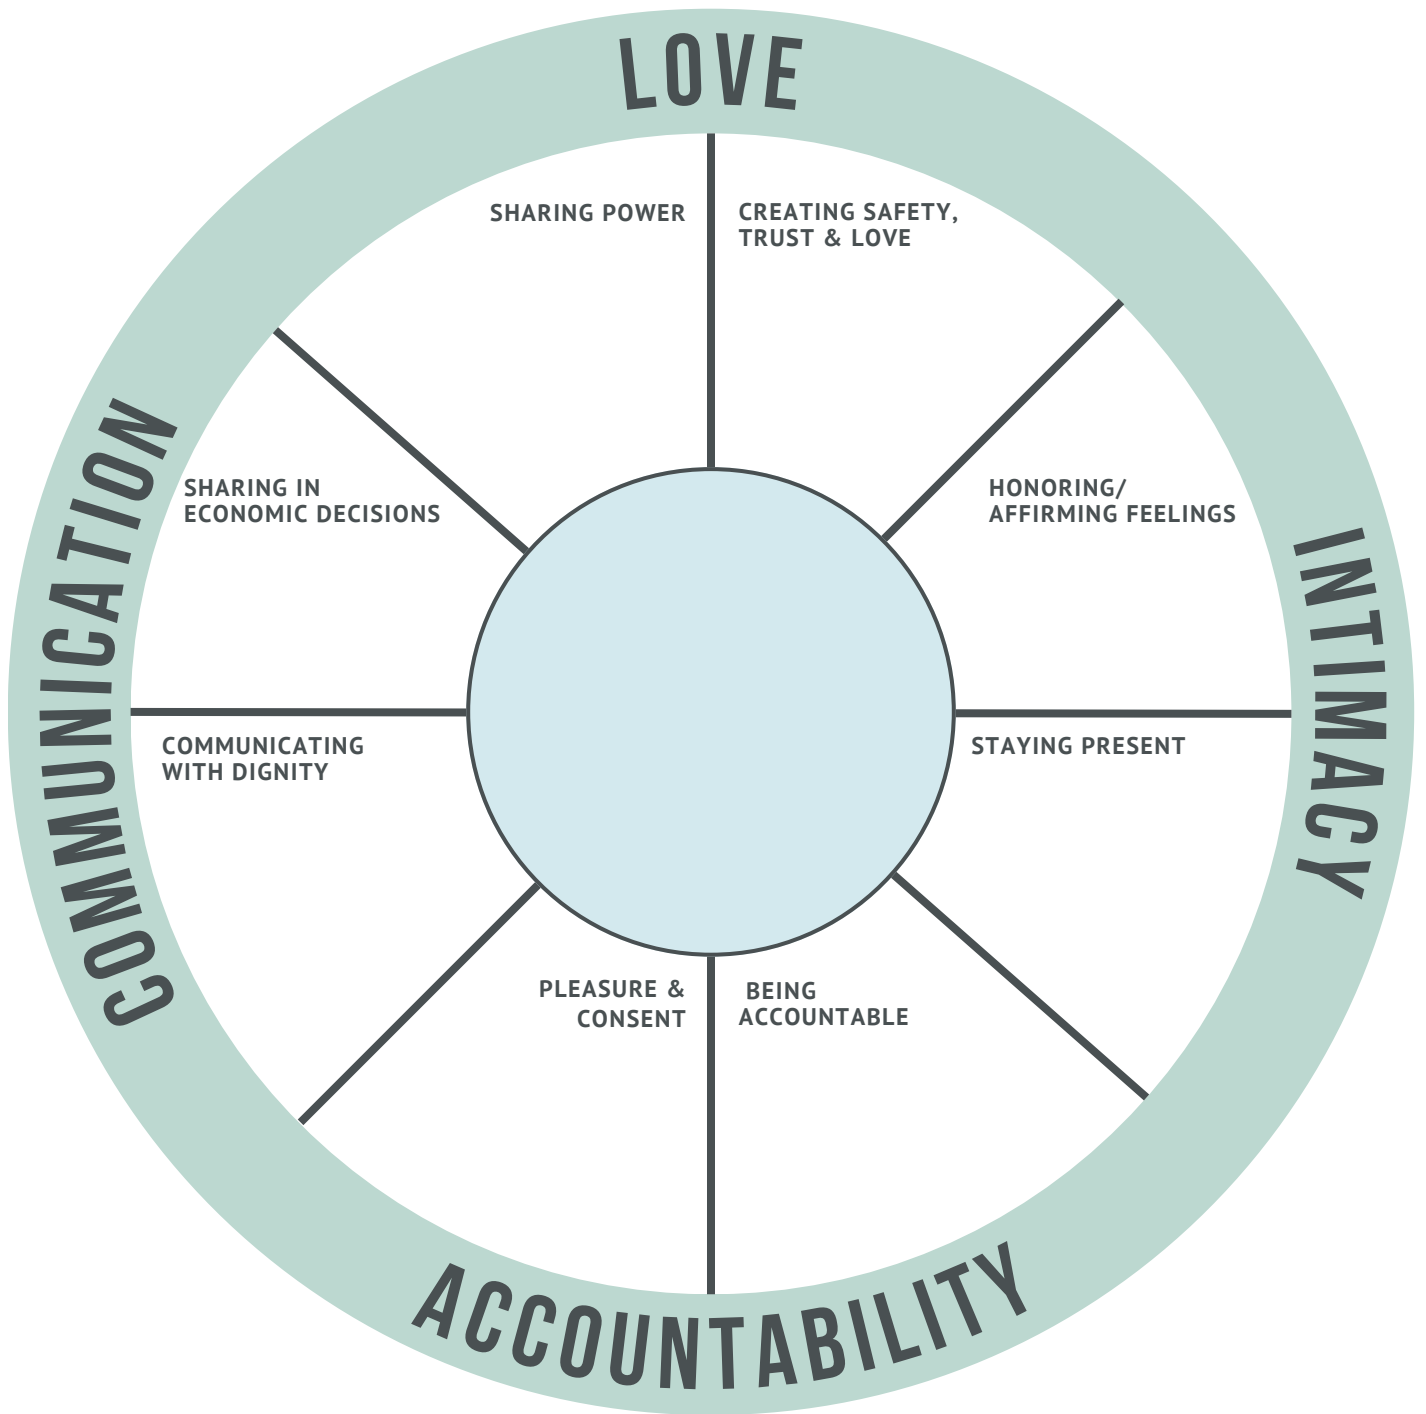 LOVE
SHARING POWER
CREATING SAFETY,
TRUST & LOVE
SHARING IN
ECONOMIC DECISIONS
HONORING/
AFFIRMING FEELINGS
COMMUNICATION
INTIMACY
COMMUNICATING
WITH DIGNITY
STAYING PRESENT
PLEASURE &
CONSENT
BEING
ACCOUNTABLE
ACCOUNTABILITY